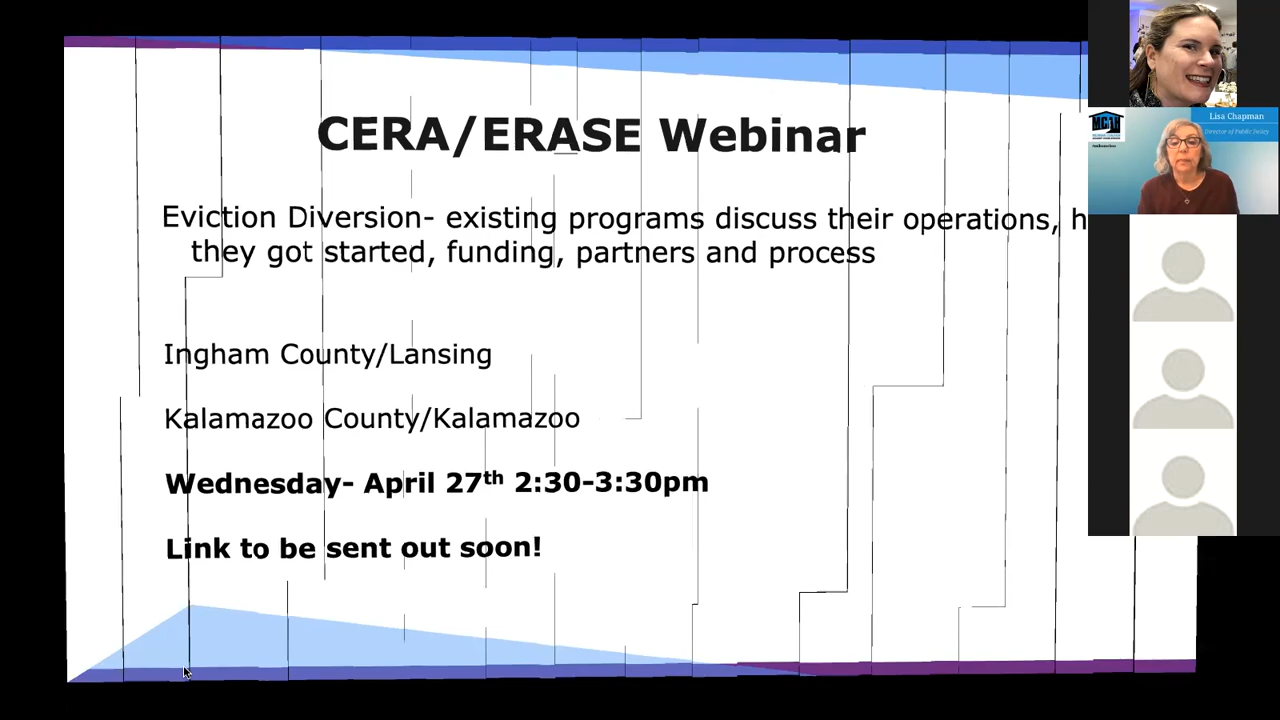 CERA/ERASE Webinar
Eviction Diversion- existing programs discuss their operations, h
they got started, funding, partners and process
Ingham County/Lansing
Kalamazoo County/Kalamazoo
Wednesday- April 27th 2:30-3:30pm
Link to be sent out soon!
Lisa Chapman
Director of Public Policy